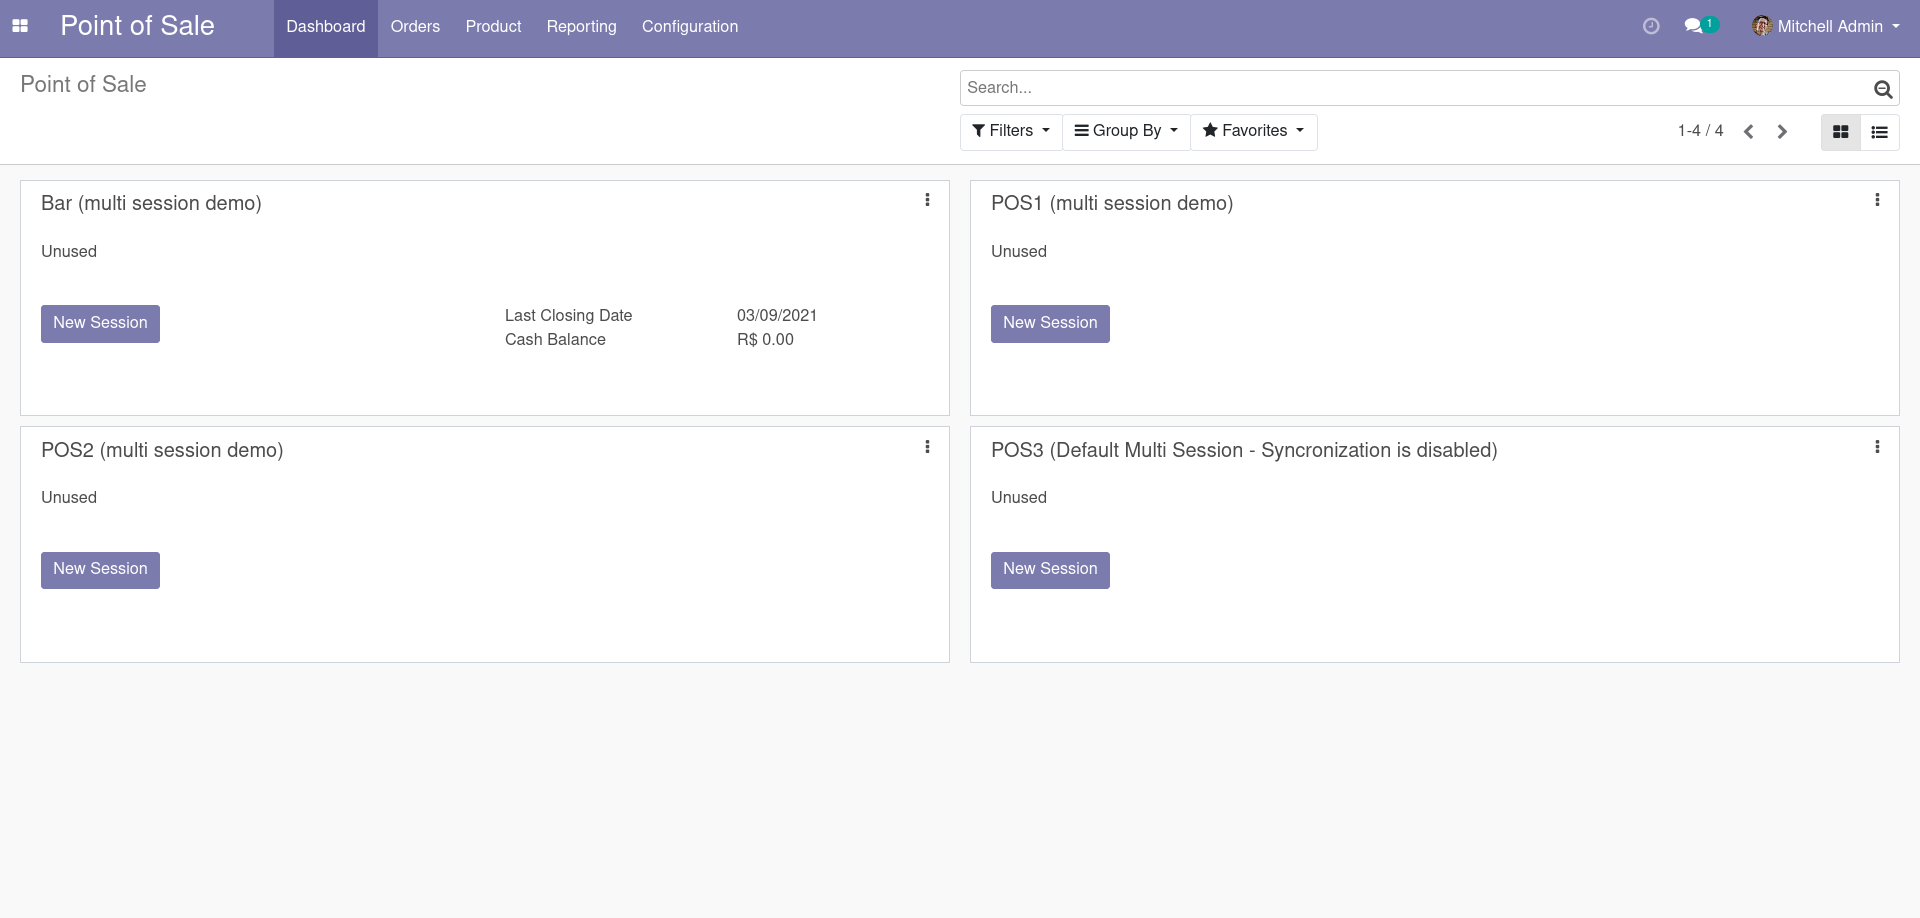 Point of Sale
Dashboard
Orders
Product
Reporting
Configuration
1
Mitchell Admin
Point of Sale
Search...
Filters
Group By
Favorites
1-4 / 4
Bar (multi session demo)
Unused
New Session
Last Closing Date 03/09/2021
Cash Balance R$ 0.00
POS1 (multi session demo)
Unused
New Session
POS2 (multi session demo)
Unused
New Session
POS3 (Default Multi Session - Syncronization is disabled)
Unused
New Session